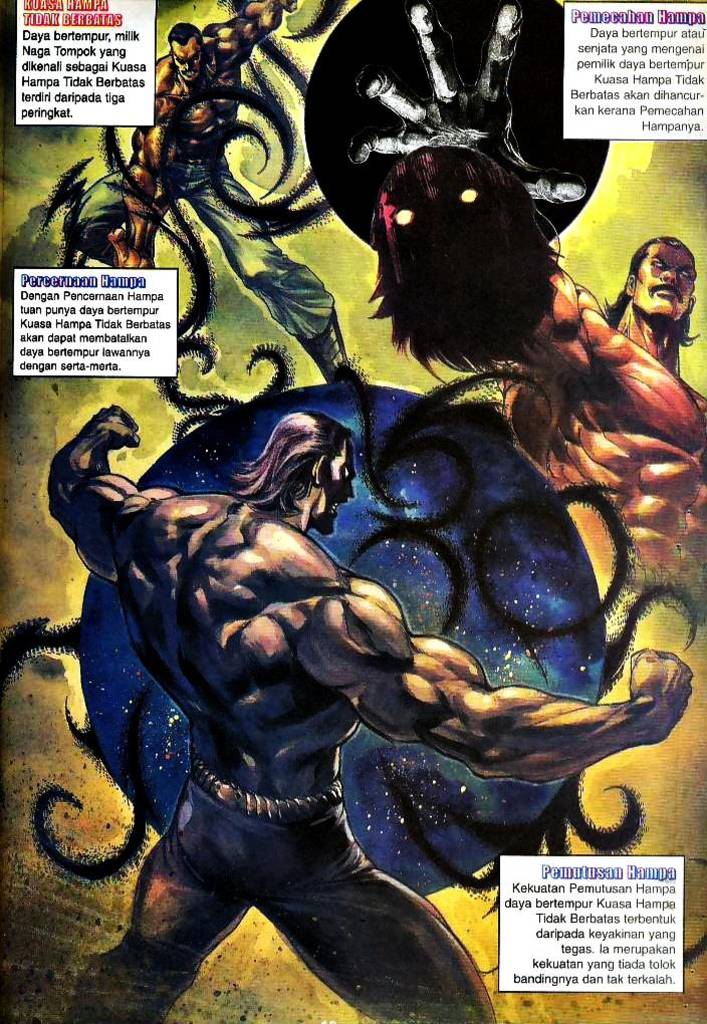 KUASA HAMPA
TIDAK BERBATAS
Daya bertempur, milik
Naga Tompok yang
dikenali sebagai Kuasa
Hampa Tidak Berbatas
terdiri daripada tiga
peringkat.
Pemecahan Hampa
Daya bertempur atau
senjata yang mengenai
pemilik daya bertempur
Kuasa Hampa Tidak
Berbatas akan dihancur-
kan kerana Pemecahan
Hampanya.
Percernaan Hampa
Dengan Pencernaan Hampa
tuan punya daya bertempur
Kuasa Hampa Tidak Berbatas
akan dapat membatalkan
daya bertempur lawannya
dengan serta-merta.
Pemutusan Hampa
Kekuatan Pemutusan Hampa
daya bertempur Kuasa Hampa
Tidak Berbatas terbentuk
daripada keyakinan yang
tegas. Ia merupakan
kekuatan yang tiada tolok
bandingnya dan tak terkalah.